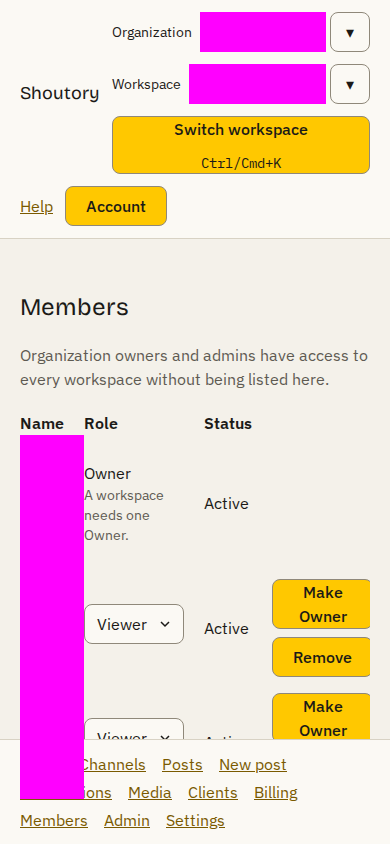 Organization ▾
Workspace ▾
Shoutory
Switch workspace
Ctrl/Cmd+K
Help Account
Members
Organization owners and admins have access to
every workspace without being listed here.
Name Role Status
Owner
A workspace
needs one
Owner.
Active
Make
Owner
Viewer Active
Remove
Make
Owner
Viewer
Channels Posts New post
Media Clients Billing
Members Admin Settings